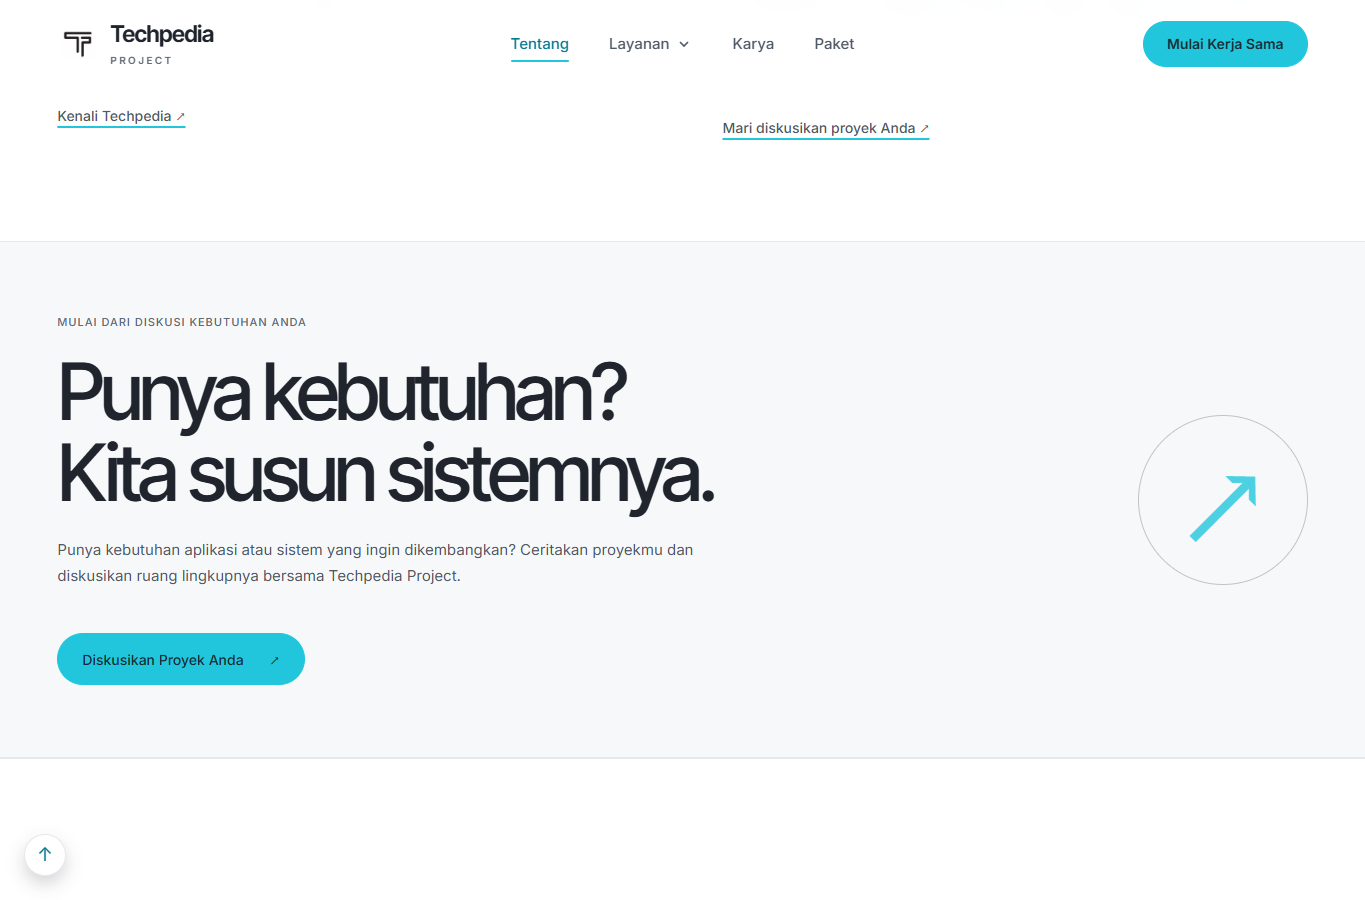 Techpedia
PROJECT
Tentang
Layanan
Karya
Paket
Mulai Kerja Sama
Kenali Techpedia ↗
Mari diskusikan proyek Anda ↗
MULAI DARI DISKUSI KEBUTUHAN ANDA
Punya kebutuhan?
Kita susun sistemnya.
Punya kebutuhan aplikasi atau sistem yang ingin dikembangkan? Ceritakan proyekmu dan
diskusikan ruang lingkupnya bersama Techpedia Project.
Diskusikan Proyek Anda ↗